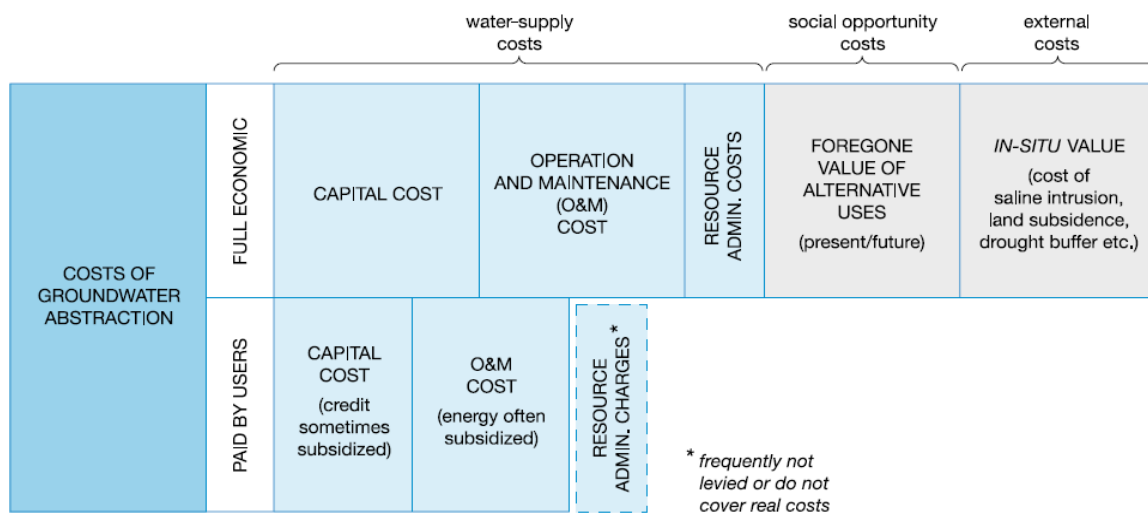 water-supply
costs
social opportunity
costs
external
costs
COSTS OF
GROUNDWATER
ABSTRACTION
FULL ECONOMIC
CAPITAL COST
OPERATION
AND MAINTENANCE
(O&M)
COST
RESOURCE
ADMIN. COSTS
FOREGONE
VALUE OF
ALTERNATIVE
USES
(present/future)
IN-SITU VALUE
(cost of
saline intrusion,
land subsidence,
drought buffer etc.)
PAID BY USERS
CAPITAL
COST
(credit
sometimes
subsidized)
O&M
COST
(energy often
subsidized)
RESOURCE
ADMIN. CHARGES*
* frequently not
levied or do not
cover real costs